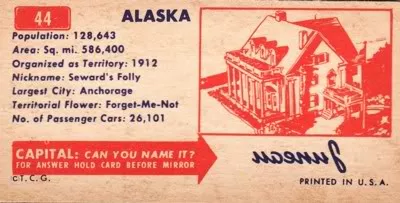 44
ALASKA
Population: 128,643
Area: Sq. mi. 586,400
Organized as Territory: 1912
Nickname: Seward's Folly
Largest City: Anchorage
Territorial Flower: Forget-Me-Not
No. of Passenger Cars: 26,101
CAPITAL: CAN YOU NAME IT?
FOR ANSWER HOLD CARD BEFORE MIRROR
Juneau
©T.C.G.
PRINTED IN U.S.A.